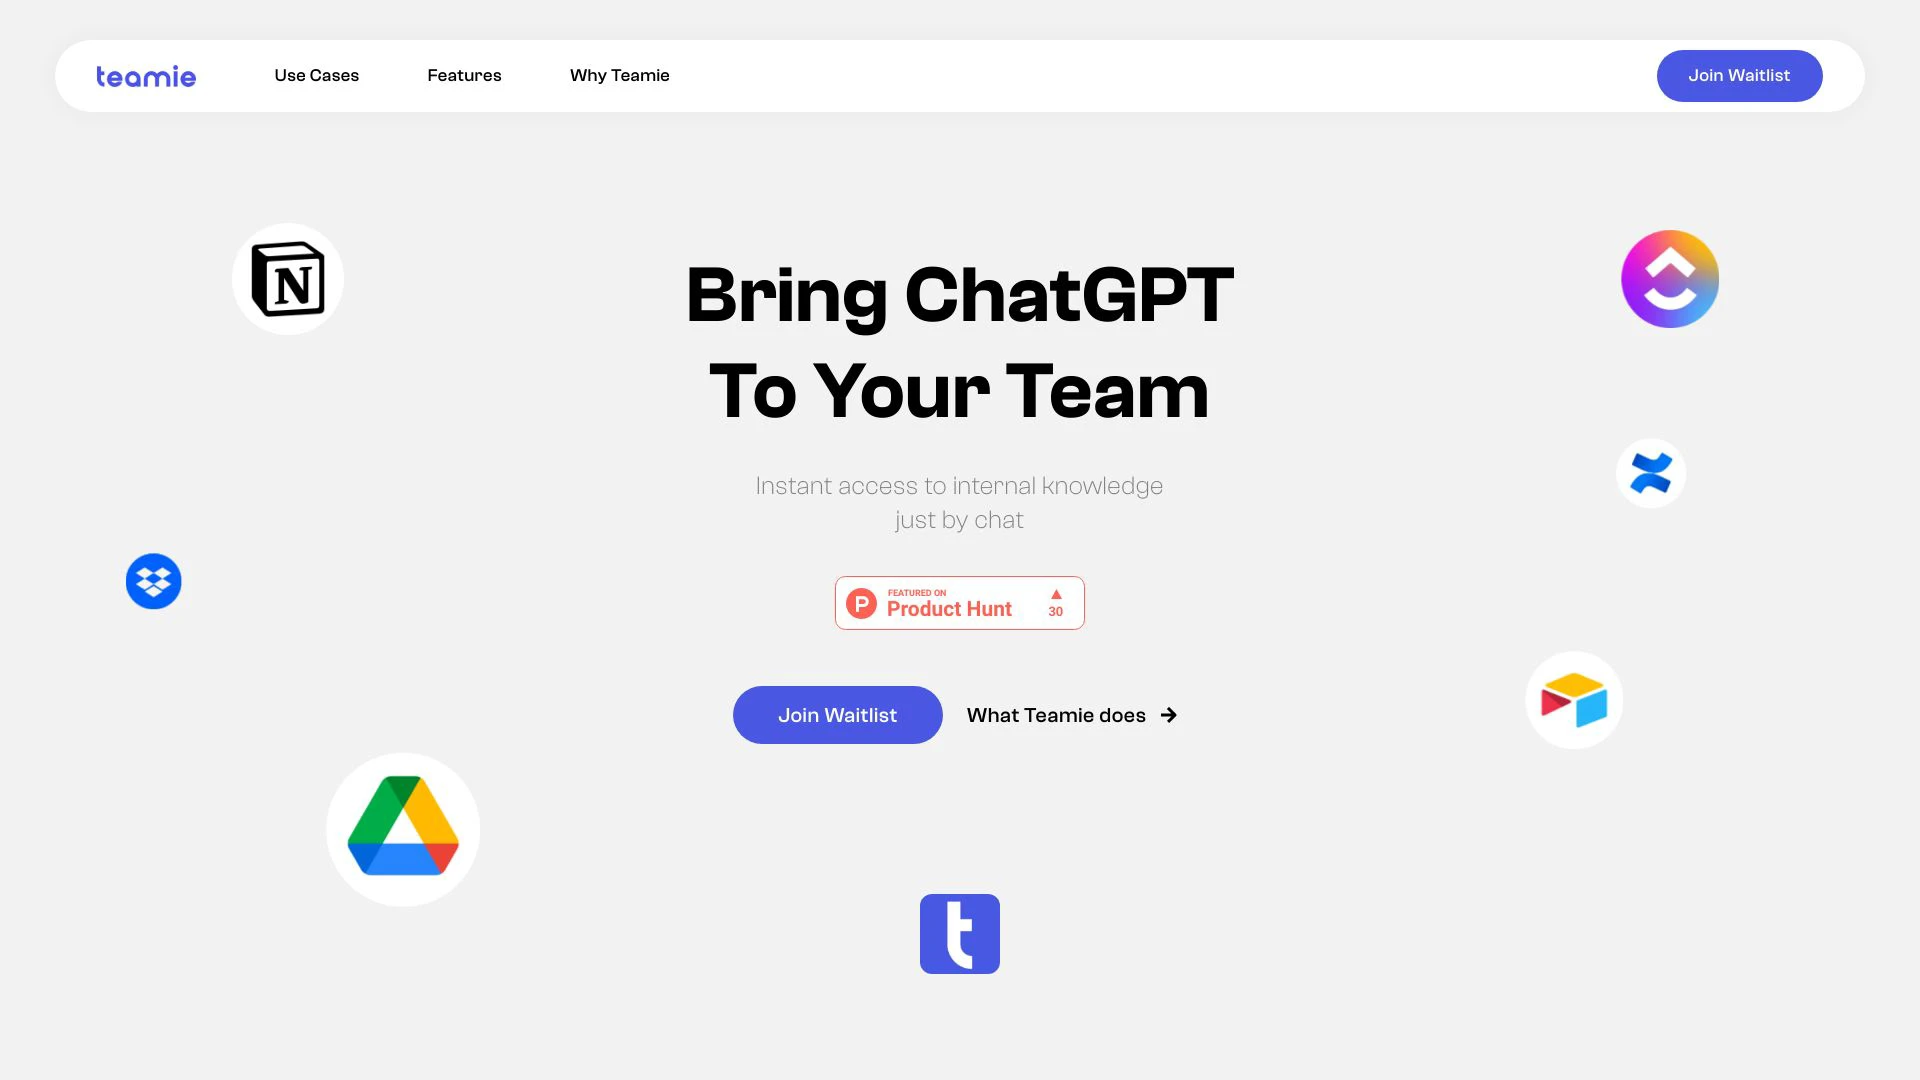 teamie
Use Cases
Features
Why Teamie
Join Waitlist
N
Bring ChatGPT
To Your Team
Instant access to internal knowledge
just by chat
P
FEATURED ON
Product Hunt
30
Join Waitlist
What Teamie does
t